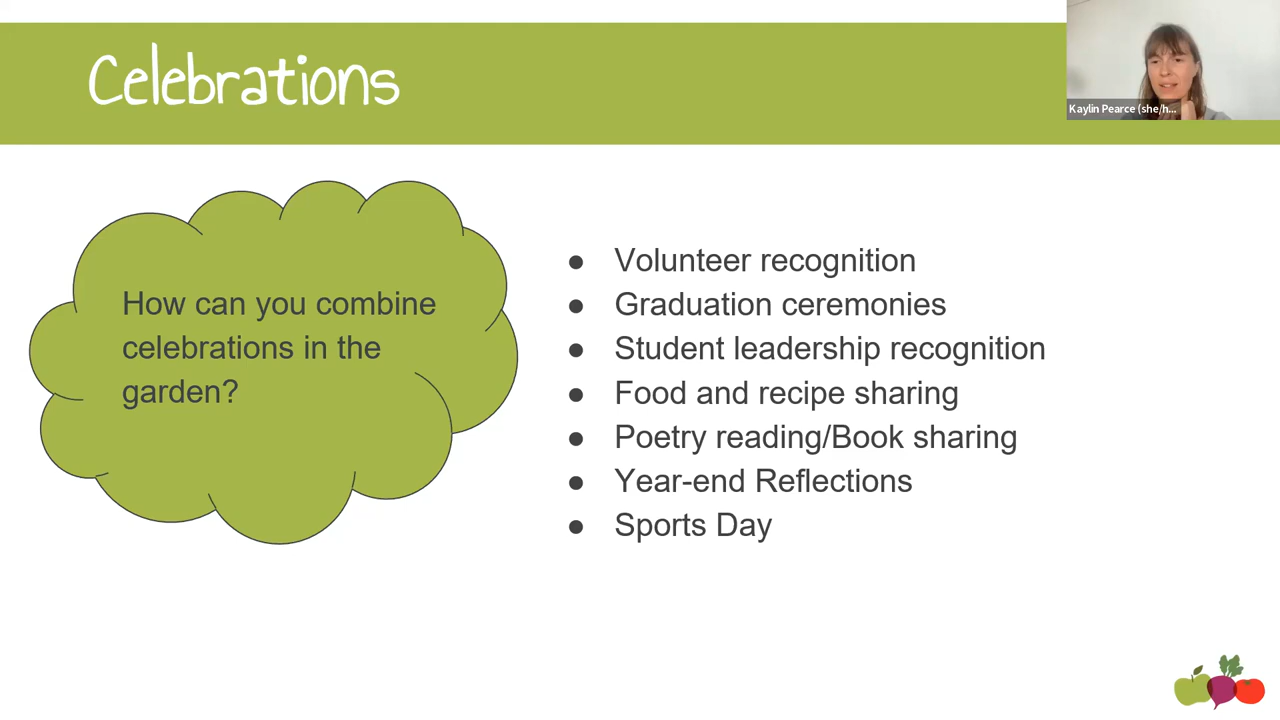 Celebrations
Kaylin Pearce (she/h...
How can you combine
celebrations in the
garden?
● Volunteer recognition
● Graduation ceremonies
● Student leadership recognition
● Food and recipe sharing
● Poetry reading/Book sharing
● Year-end Reflections
● Sports Day